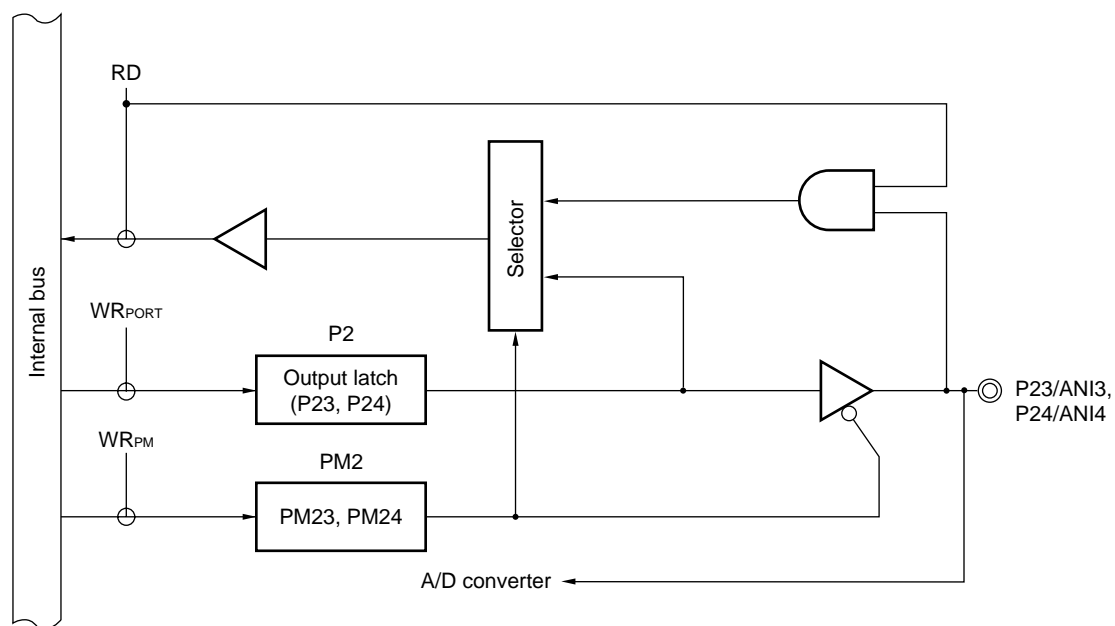 RD
Selector
Internal bus
WRPORT
P2
Output latch
(P23, P24)
P23/ANI3,
P24/ANI4
WRPM
PM2
PM23, PM24
A/D converter